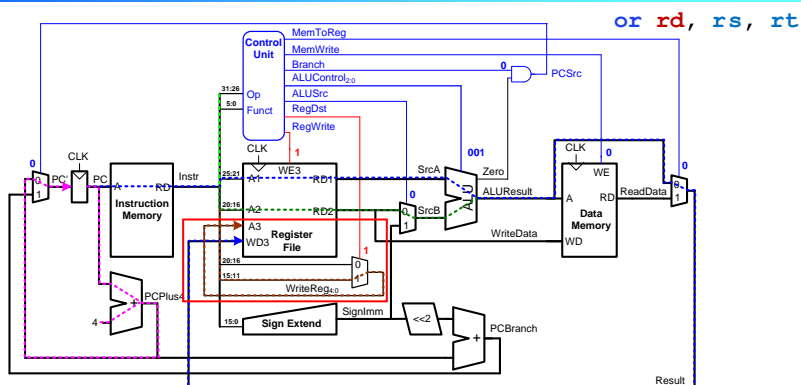 or rd, rs, rt
MemToReg
Control
Unit
MemWrite
Branch
0
PCSrc
ALUControl2:0
31:26
Op
ALUSrc
5:0
Funct
RegDst
RegWrite
0
CLK
1
CLK
001
CLK
0
0
0
PC'
PC
A
RD
Instr
25:21
A1
WE3
RD1
SrcA
Zero
WE
0
1
Instruction
Memory
20:16
A2
RD2
0
SrcB
1
ALU
ALUResult
A
RD
ReadData
1
A3
Register
File
Data
Memory
WD3
WriteData
WD
20:16
0
1
15:11
1
WriteReg4:0
PCPlus4
+
4
15:0
Sign Extend
SignImm
<<2
+
PCBranch
Result